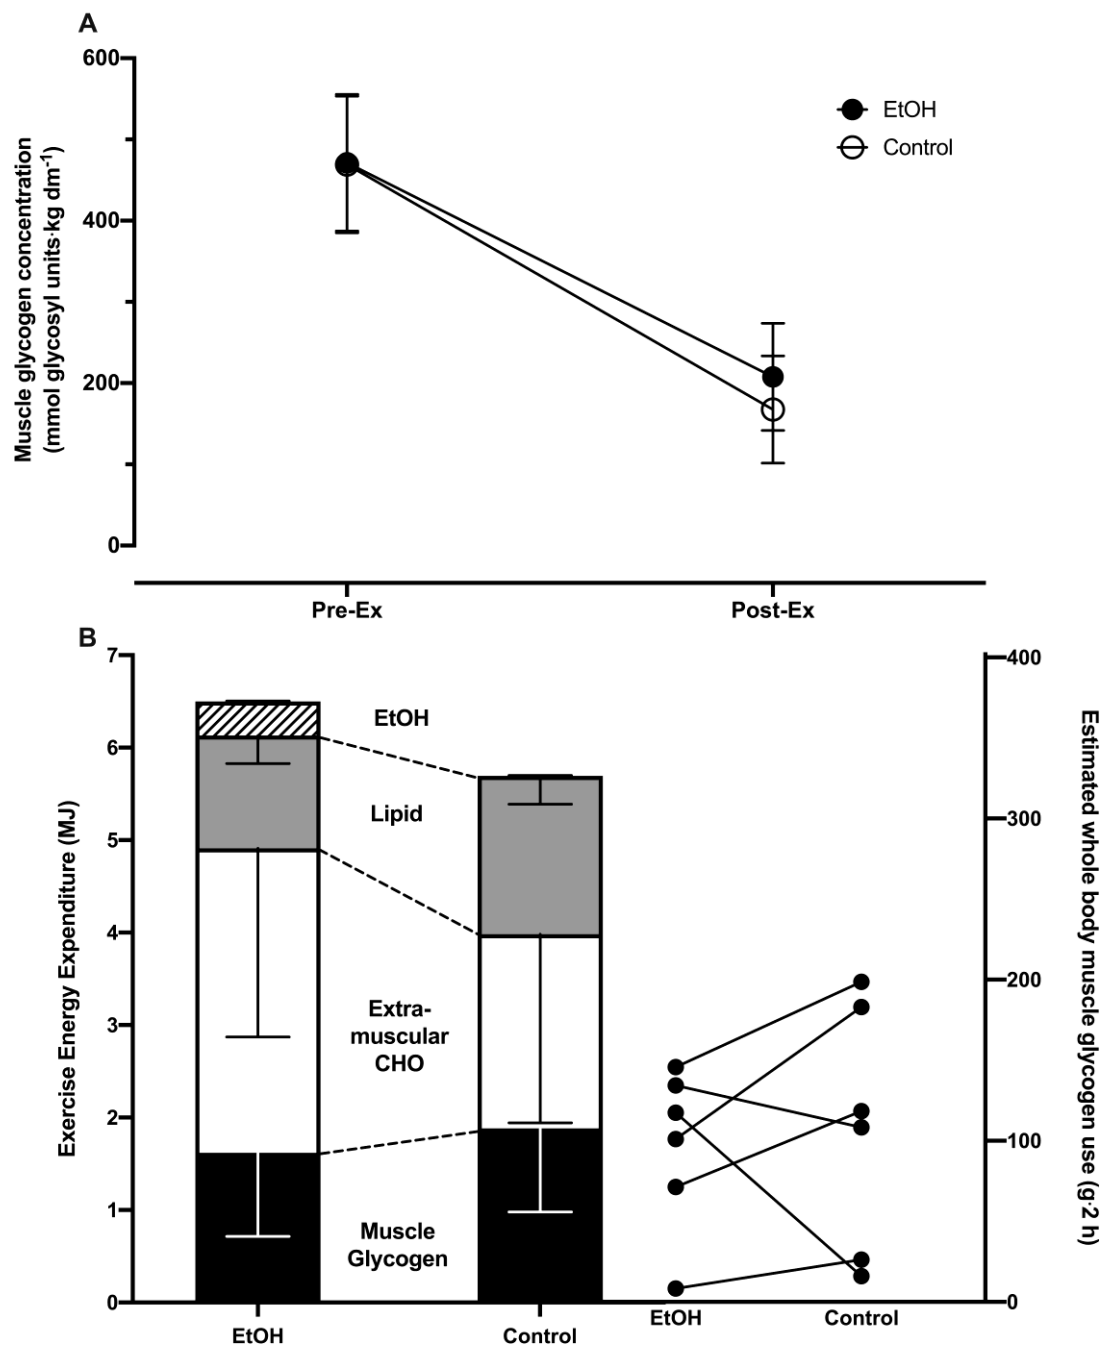 A
600
400
200
0
Muscle glycogen concentration
(mmol glycosyl units·kg dm⁻¹)
EtOH
Control
Pre-Ex
Post-Ex
B
7
6
5
4
3
2
1
0
Exercise Energy Expenditure (MJ)
EtOH
Lipid
Extra-
muscular
CHO
Muscle
Glycogen
EtOH
Control
EtOH
Control
400
300
200
100
0
Estimated whole body muscle glycogen use (g·2 h)